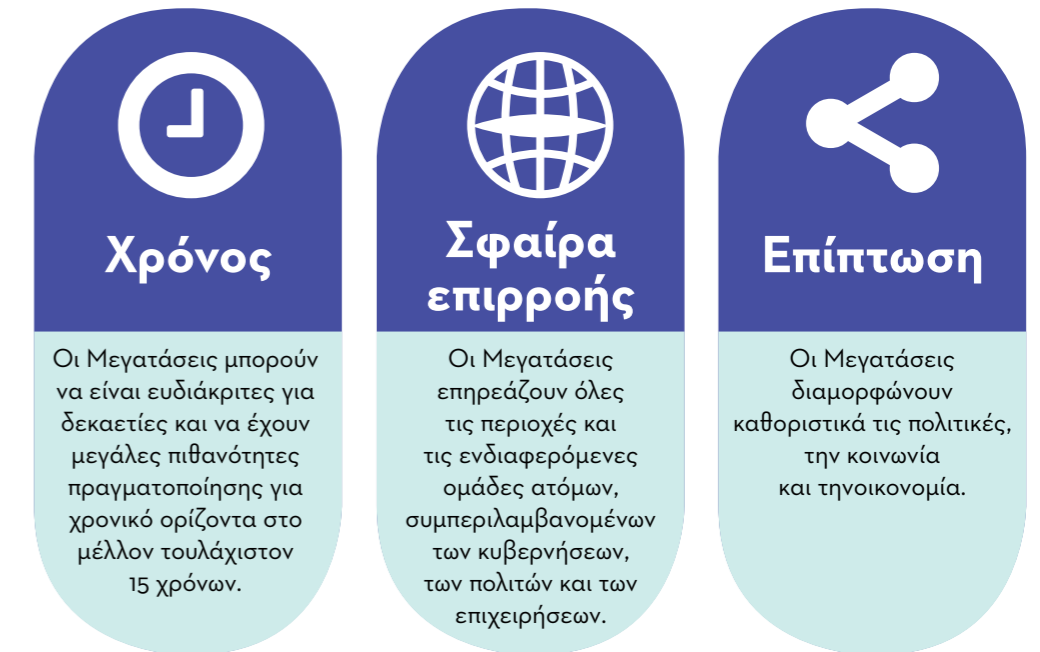 Χρόνος
Οι Μεγατάσεις μπορούν
να είναι ευδιάκριτες για
δεκαετίες και να έχουν
μεγάλες πιθανότητες
πραγματοποίησης για
χρονικό ορίζοντα στο
μέλλον τουλάχιστον
15 χρόνων.
Σφαίρα
επιρροής
Οι Μεγατάσεις
επηρεάζουν όλες
τις περιοχές και
τις ενδιαφερόμενες
ομάδες ατόμων,
συμπεριλαμβανομένων
των κυβερνήσεων,
των πολιτών και των
επιχειρήσεων.
Επίπτωση
Οι Μεγατάσεις
διαμορφώνουν
καθοριστικά τις πολιτικές,
την κοινωνία
και τηνοικονομία.